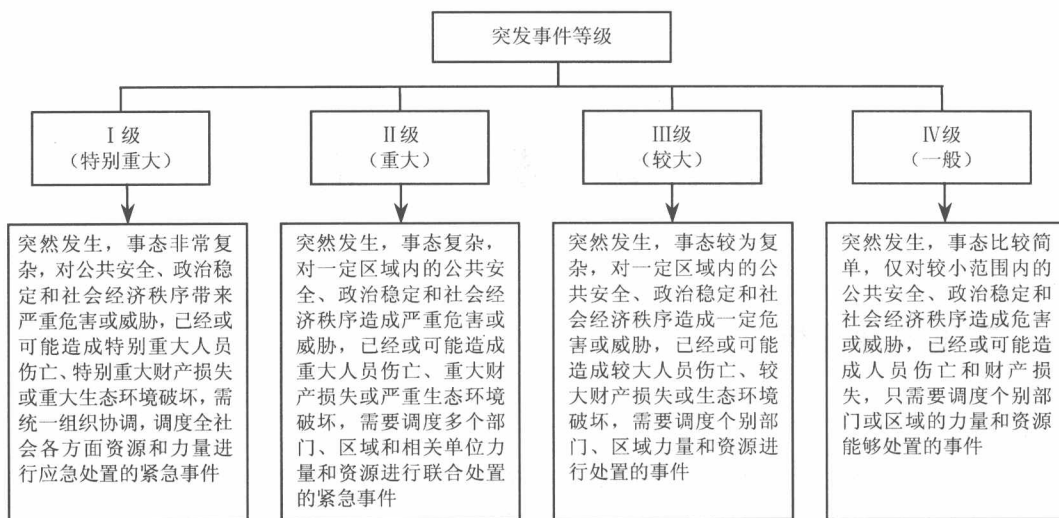 突发事件等级
Ⅰ级
（特别重大）
Ⅱ级
（重大）
Ⅲ级
（较大）
Ⅳ级
（一般）
突然发生，事态非常复
杂，对公共安全、政治稳
定和社会经济秩序带来
严重危害或威胁，已经或
可能造成特别重大人员
伤亡、特别重大财产损失
或重大生态环境破坏，需
统一组织协调，调度全社
会各方面资源和力量进
行应急处置的紧急事件
突然发生，事态复杂，
对一定区域内的公共安
全、政治稳定和社会经
济秩序造成严重危害或
威胁，已经或可能造成
重大人员伤亡、重大财
产损失或严重生态环境
破坏，需要调度多个部
门、区域和相关单位力
量和资源进行联合处置
的紧急事件
突然发生，事态较为复
杂，对一定区域内的公
共安全、政治稳定和社
会经济秩序造成一定危
害或威胁，已经或可能
造成较大人员伤亡、较
大财产损失或生态环境
破坏，需要调度个别部
门、区域力量和资源进
行处置的事件
突然发生，事态比较简
单，仅对较小范围内的
公共安全、政治稳定和
社会经济秩序造成危害
或威胁，已经或可能造
成人员伤亡和财产损
失，只需要调度个别部
门或区域的力量和资源
能够处置的事件